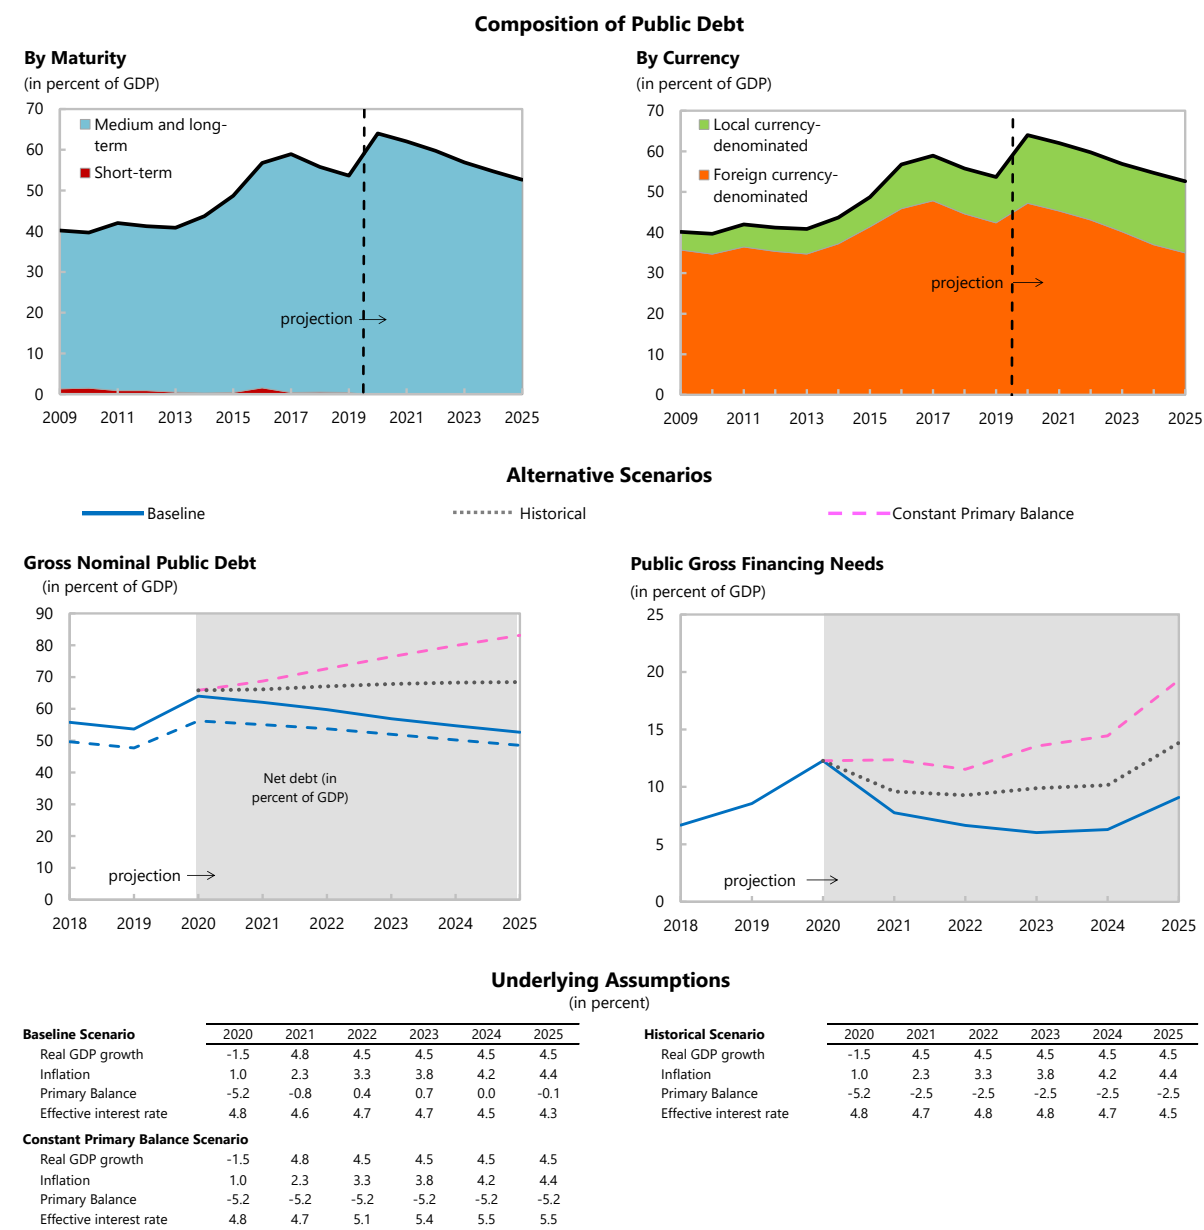 Composition of Public Debt
By Maturity
(in percent of GDP)
70
60
50
40
30
20
10
0
Medium and long-
term
Short-term
projection
2009 2011 2013 2015 2017 2019 2021 2023 2025
By Currency
(in percent of GDP)
70
60
50
40
30
20
10
0
Local currency-
denominated
Foreign currency-
denominated
projection
2009 2011 2013 2015 2017 2019 2021 2023 2025
Alternative Scenarios
Baseline Historical Constant Primary Balance
Gross Nominal Public Debt
(in percent of GDP)
90
80
70
60
50
40
30
20
10
0
Net debt (in
percent of GDP)
projection
2018 2019 2020 2021 2022 2023 2024 2025
Public Gross Financing Needs
(in percent of GDP)
25
20
15
10
5
0
projection
2018 2019 2020 2021 2022 2023 2024 2025
Underlying Assumptions
(in percent)
Baseline Scenario 2020 2021 2022 2023 2024 2025
Real GDP growth -1.5 4.8 4.5 4.5 4.5 4.5
Inflation 1.0 2.3 3.3 3.8 4.2 4.4
Primary Balance -5.2 -0.8 0.4 0.7 0.0 -0.1
Effective interest rate 4.8 4.6 4.7 4.7 4.5 4.3
Constant Primary Balance Scenario
Real GDP growth -1.5 4.8 4.5 4.5 4.5 4.5
Inflation 1.0 2.3 3.3 3.8 4.2 4.4
Primary Balance -5.2 -5.2 -5.2 -5.2 -5.2 -5.2
Effective interest rate 4.8 4.7 5.1 5.4 5.5 5.5
Historical Scenario 2020 2021 2022 2023 2024 2025
Real GDP growth -1.5 4.5 4.5 4.5 4.5 4.5
Inflation 1.0 2.3 3.3 3.8 4.2 4.4
Primary Balance -5.2 -2.5 -2.5 -2.5 -2.5 -2.5
Effective interest rate 4.8 4.7 4.8 4.8 4.7 4.5